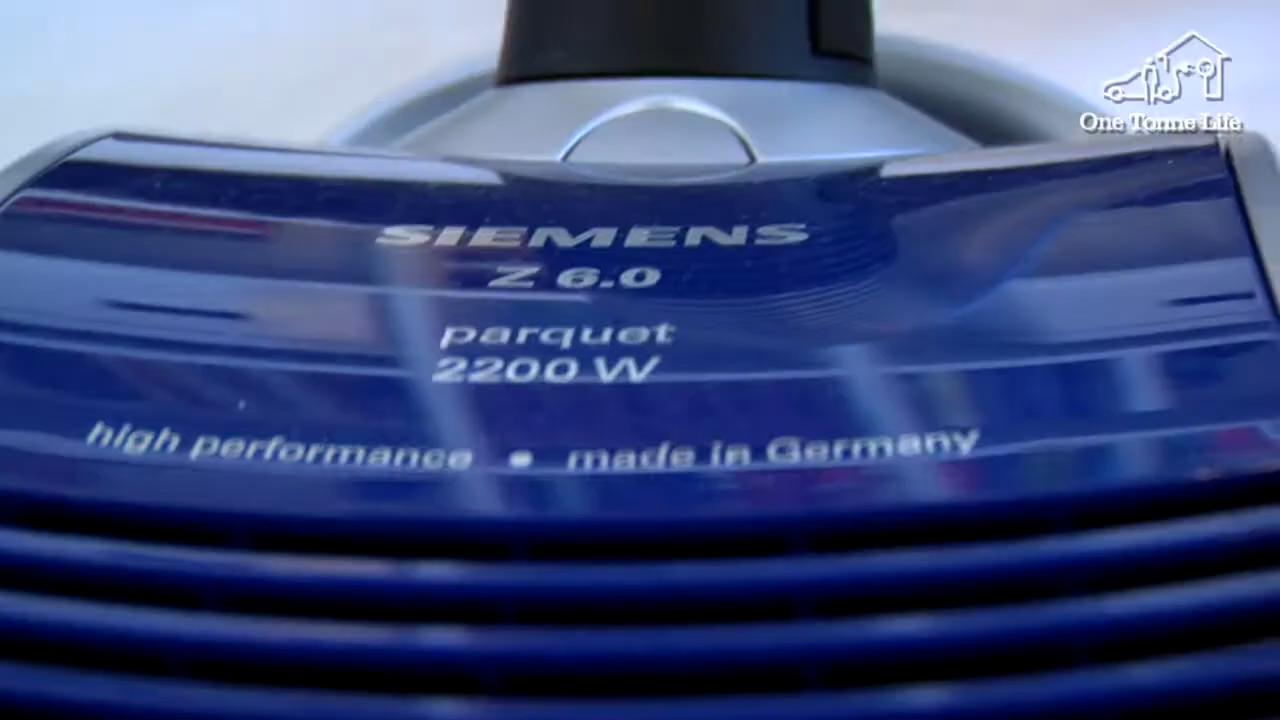 One Tonne Life
SIEMENS
Z 6.0
parquet
2200 W
high performance • made in Germany